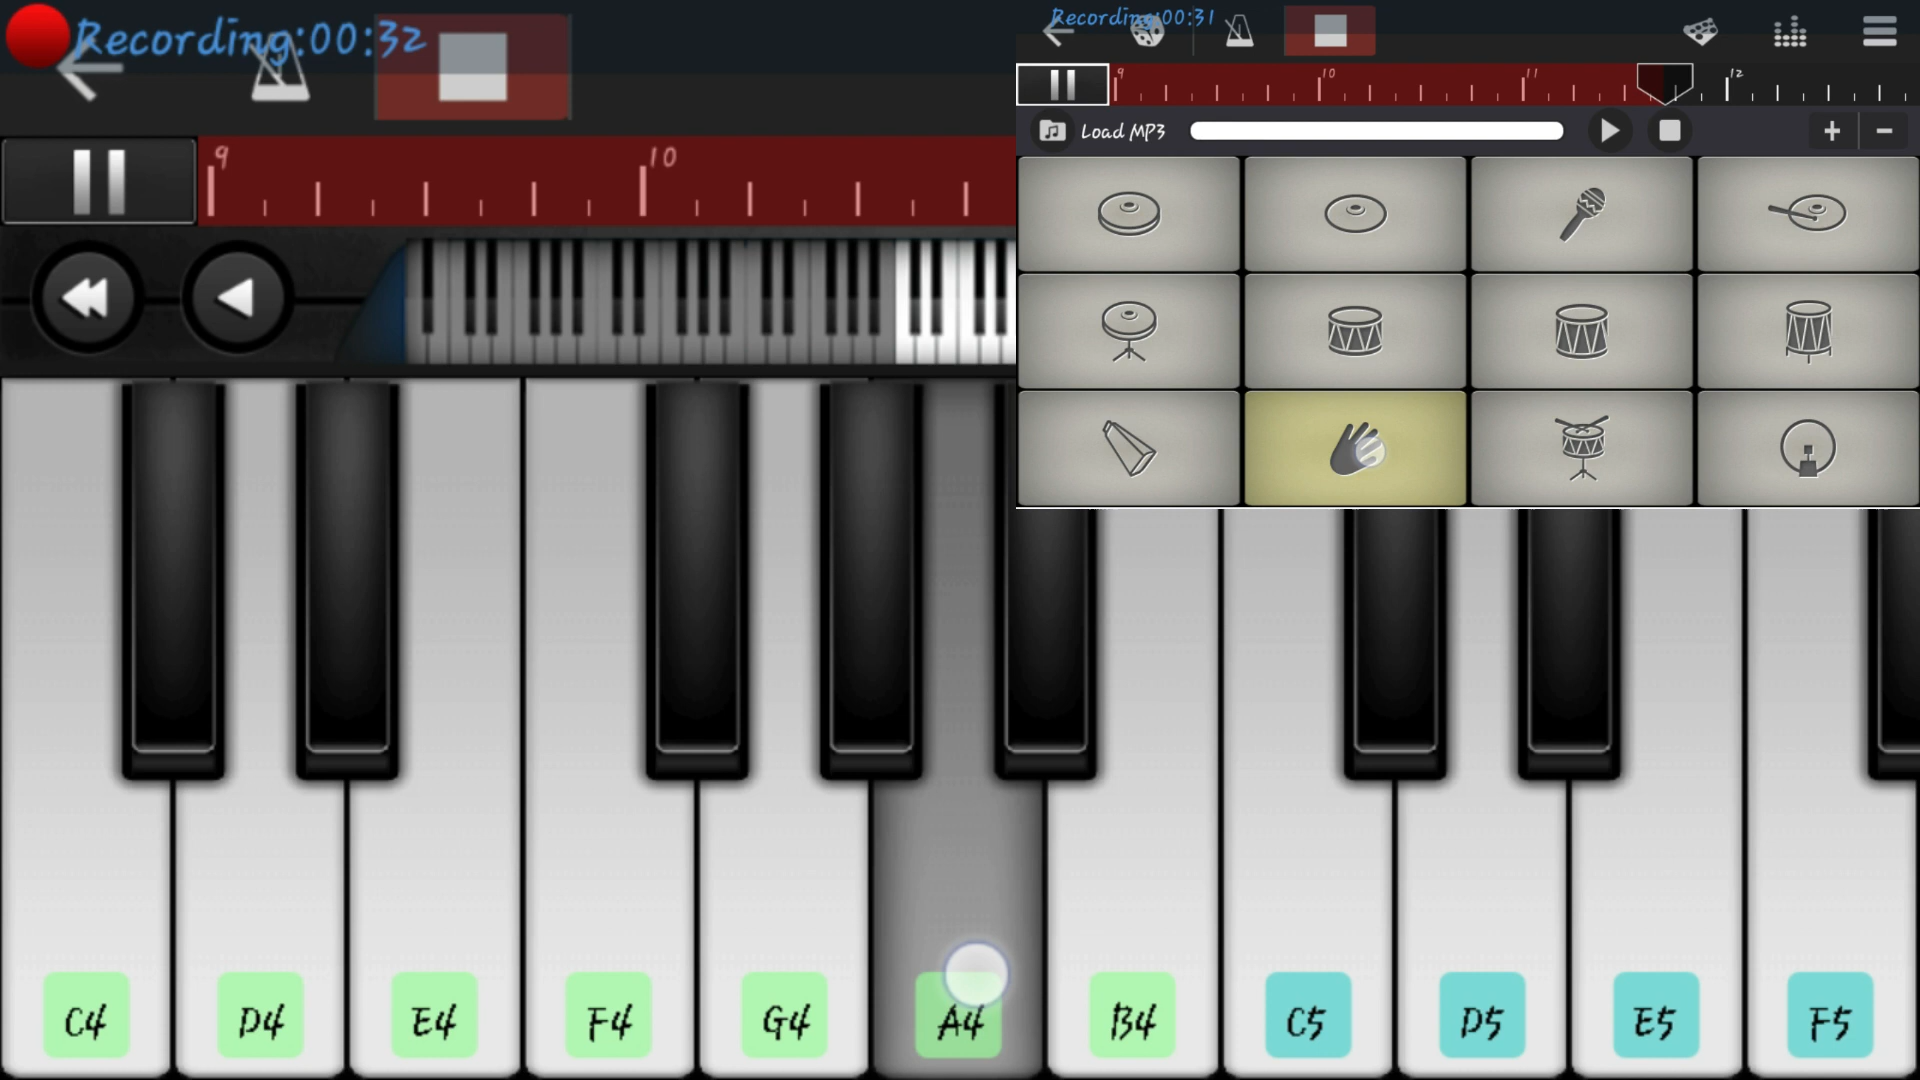 Recording:00:32
9 10
Recording:00:31
9 10 11 12
Load MP3
C4 D4 E4 F4 G4 A4 B4 C5 D5 E5 F5